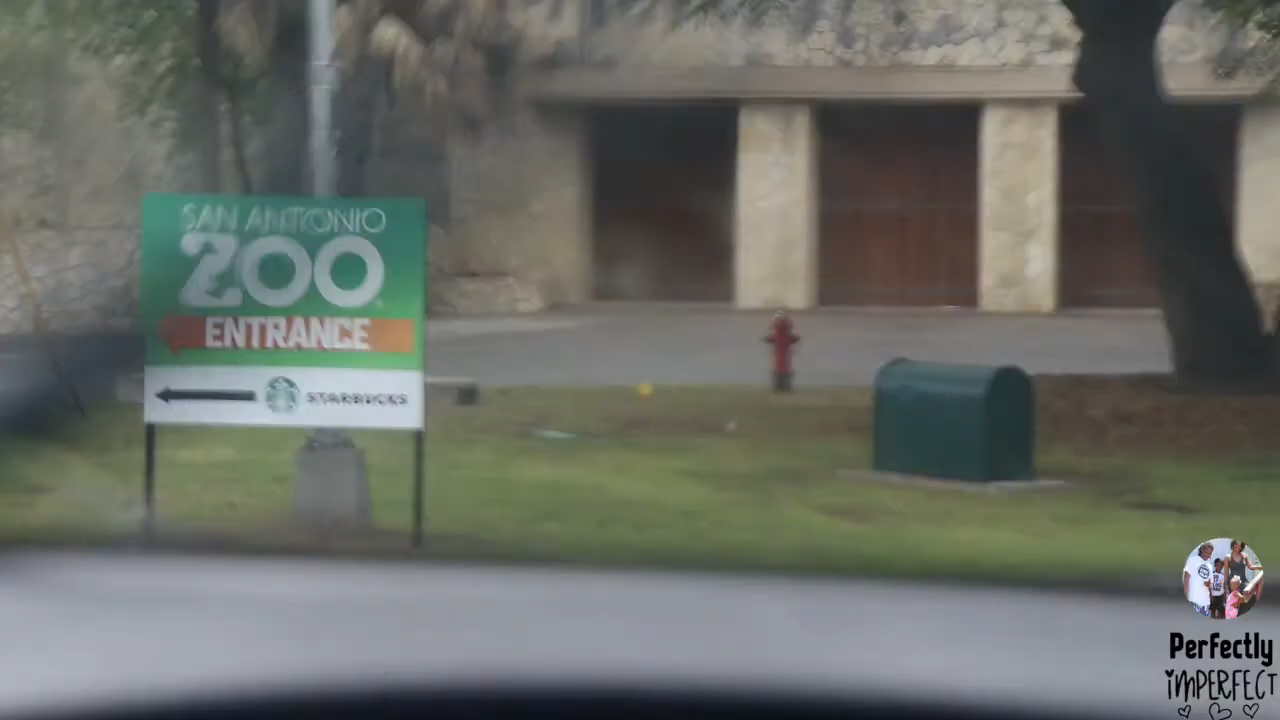 SAN ANTONIO
ZOO
ENTRANCE
STARBUCKS
Perfectly
iMPERFECT